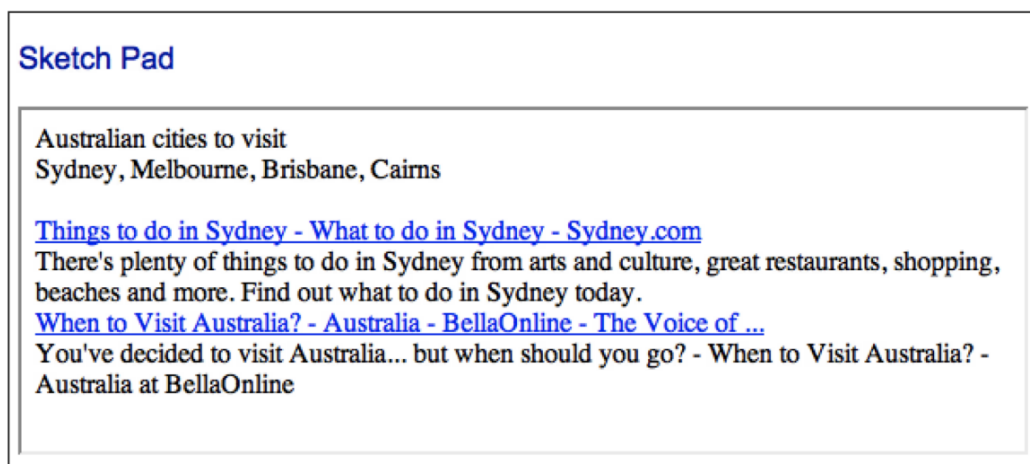 Sketch Pad
Australian cities to visit
Sydney, Melbourne, Brisbane, Cairns
Things to do in Sydney - What to do in Sydney - Sydney.com
There's plenty of things to do in Sydney from arts and culture, great restaurants, shopping,
beaches and more. Find out what to do in Sydney today.
When to Visit Australia? - Australia - BellaOnline - The Voice of ...
You've decided to visit Australia... but when should you go? - When to Visit Australia? -
Australia at BellaOnline